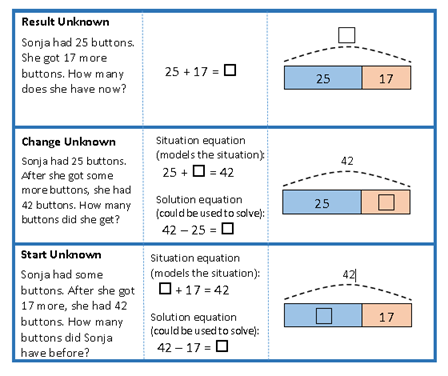 Result Unknown
Sonja had 25 buttons.
She got 17 more
buttons. How many
does she have now?
25 + 17 = □
□
25 17
Change Unknown
Sonja had 25 buttons.
After she got some
more buttons, she had
42 buttons. How many
buttons did she get?
Situation equation
(models the situation):
25 + □ = 42
Solution equation
(could be used to solve):
42 – 25 = □
42
25 □
Start Unknown
Sonja had some
buttons. After she got
17 more, she had 42
buttons. How many
buttons did Sonja
have before?
Situation equation
(models the situation):
□ + 17 = 42
Solution equation
(could be used to solve):
42 – 17 = □
42
□ 17